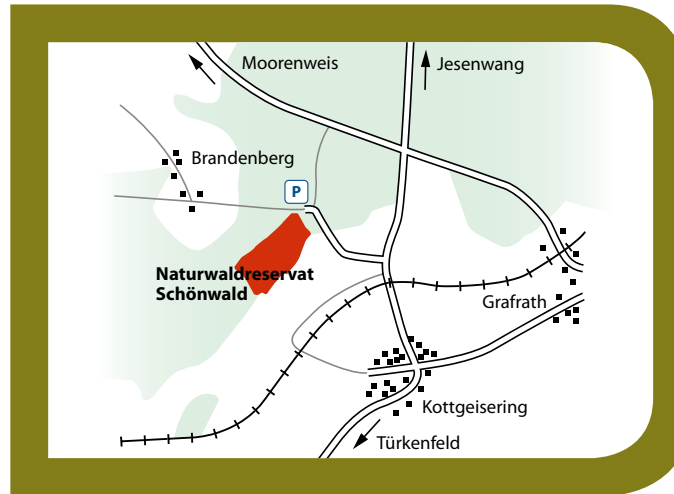 Moorenweis
Jesenwang
Brandenberg
P
Naturwaldreservat
Schönwald
Grafrath
Kottgeisering
Türkenfeld